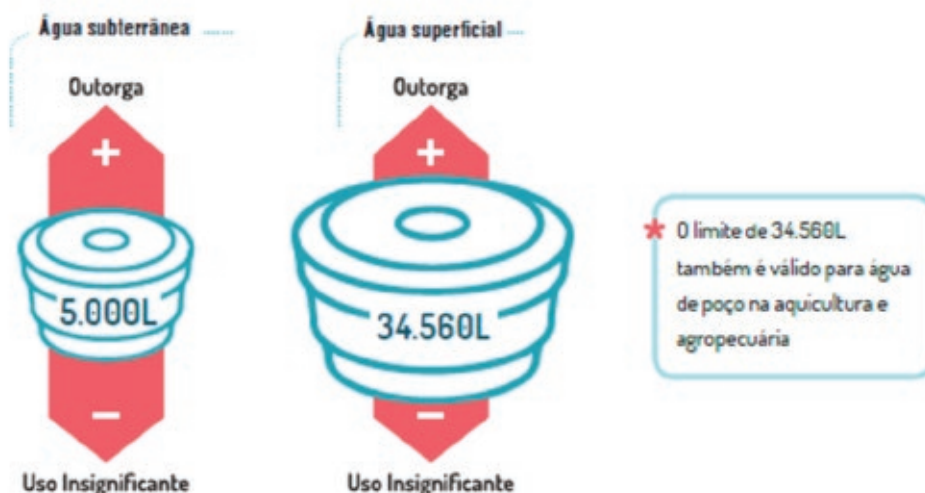 Água subterrânea
Outorga
+
5.000L
–
Uso Insignificante
Água superficial
Outorga
+
34.560L
–
Uso Insignificante
* O limite de 34.560L
também é válido para água
de poço na aquicultura e
agropecuária